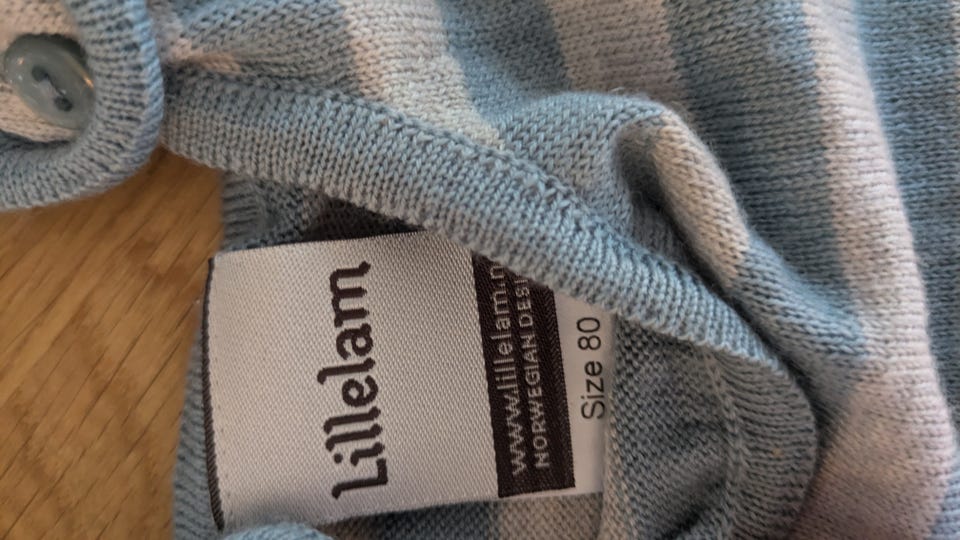 Lillelam
www.lillelam.n
NORWEGIAN DESI
Size 80